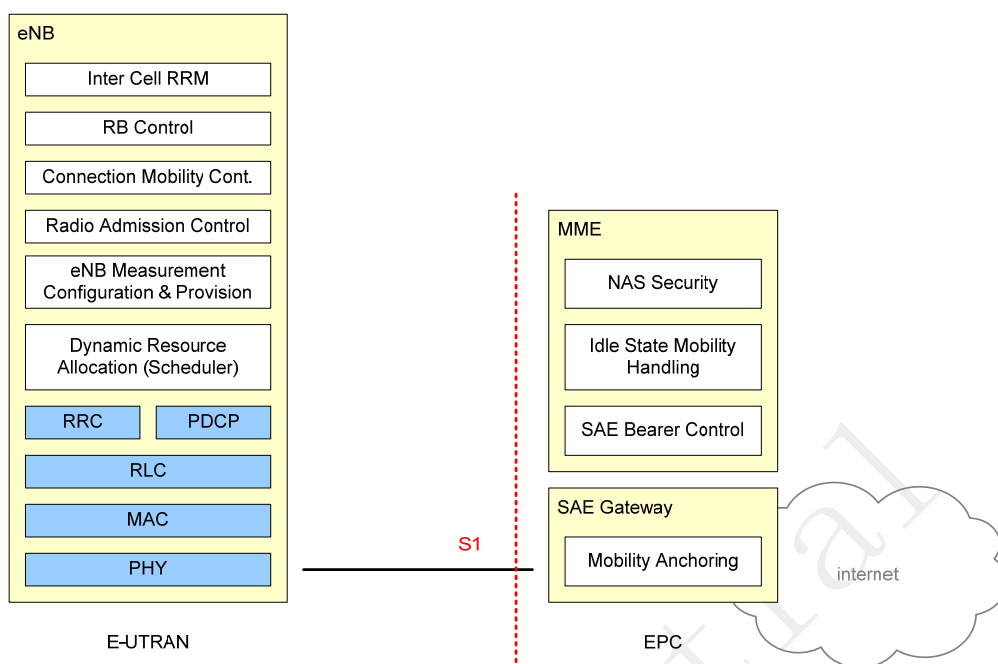 eNB
Inter Cell RRM
RB Control
Connection Mobility Cont.
Radio Admission Control
eNB Measurement
Configuration & Provision
Dynamic Resource
Allocation (Scheduler)
RRC
PDCP
RLC
MAC
PHY
S1
MME
NAS Security
Idle State Mobility
Handling
SAE Bearer Control
SAE Gateway
Mobility Anchoring
internet
E-UTRAN
EPC